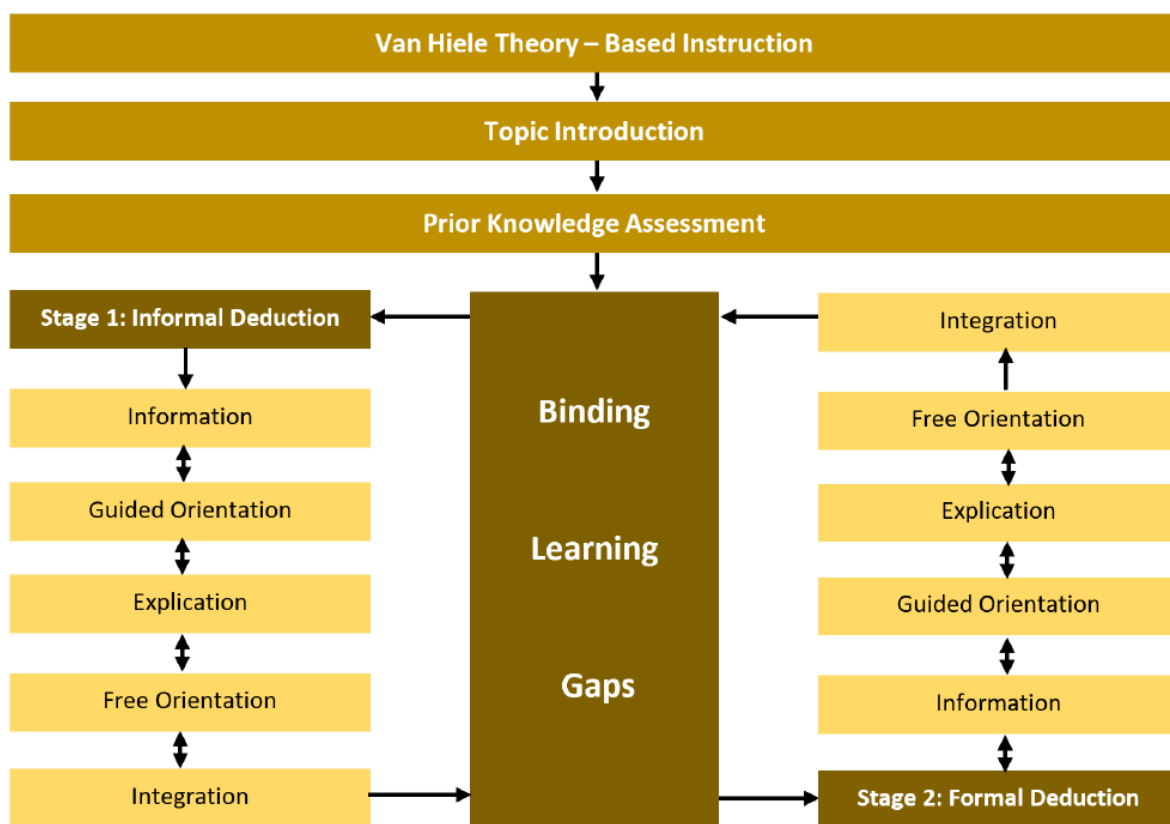 Van Hiele Theory – Based Instruction
Topic Introduction
Prior Knowledge Assessment
Stage 1: Informal Deduction
Information
Guided Orientation
Explication
Free Orientation
Integration
Binding
Learning
Gaps
Integration
Free Orientation
Explication
Guided Orientation
Information
Stage 2: Formal Deduction